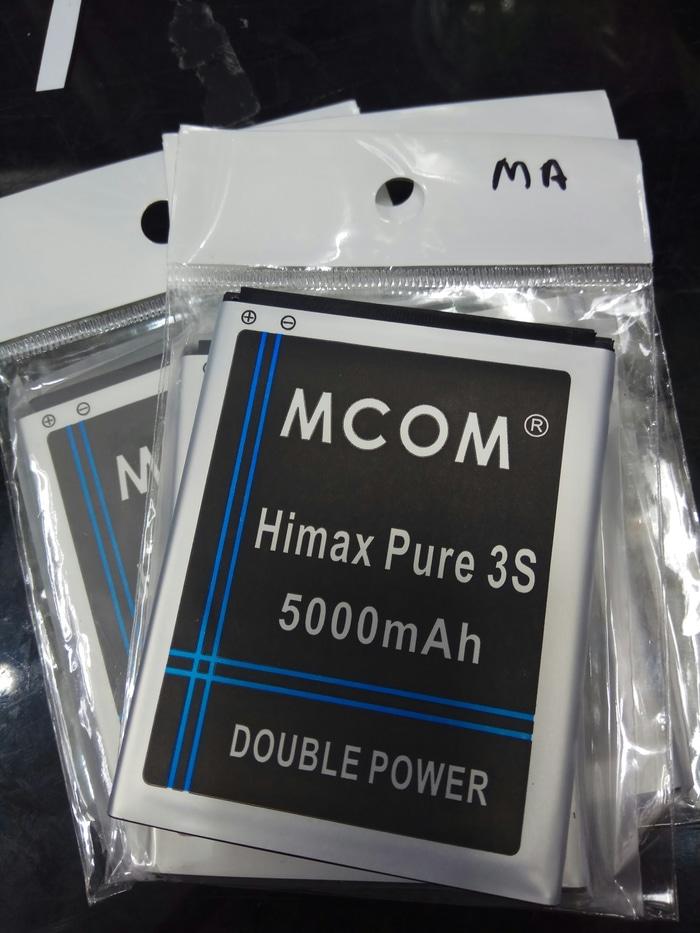 MA
⊕ ⊖
MCOM®
Himax Pure 3S
5000mAh
DOUBLE POWER
⊕ ⊖
M